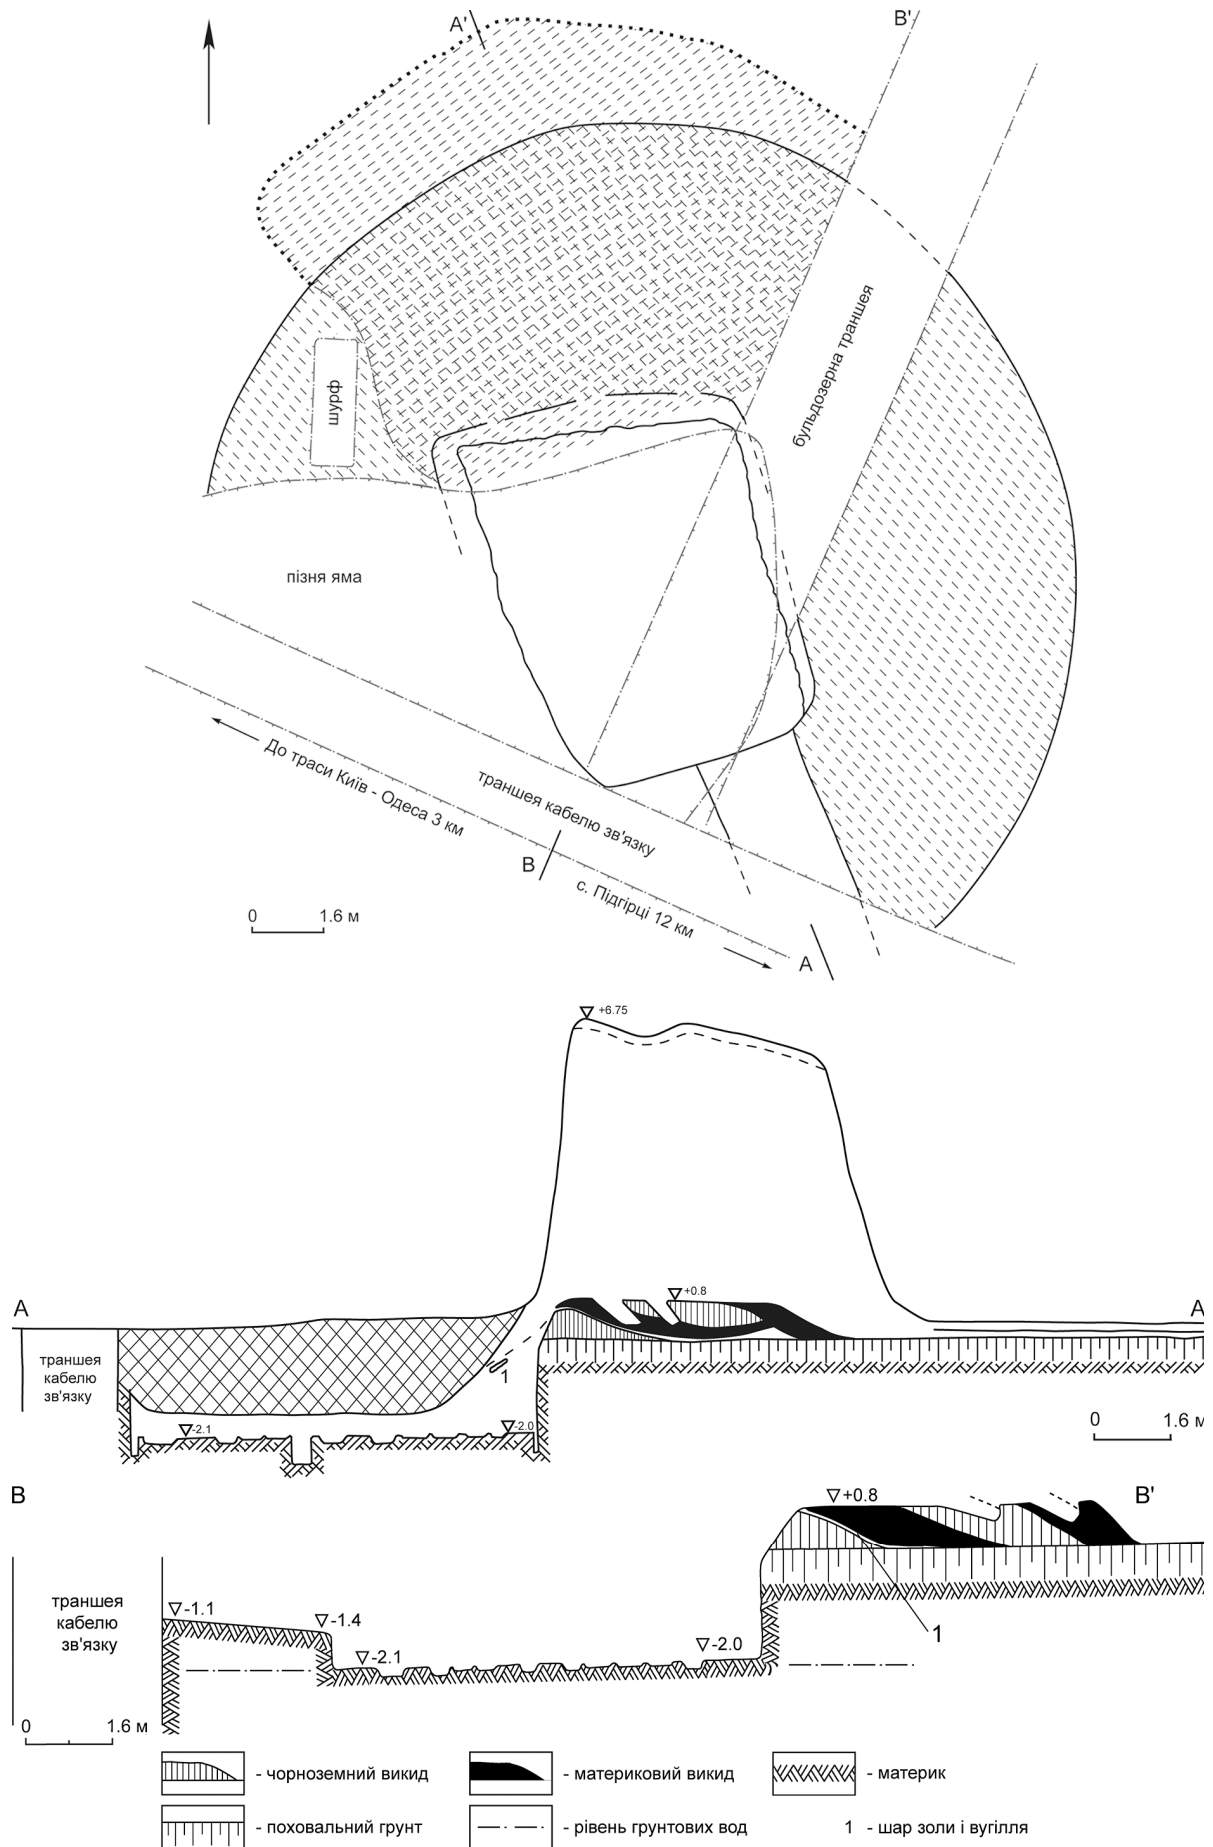 A'
B'
шурф
бульдозерна траншея
пізня яма
До траси Київ - Одеса 3 км
траншея кабелю зв'язку
B
с. Підгірці 12 км
0 1.6 м
A
+6.75
A
A
+0.8
траншея
кабелю
зв'язку
1
-2.1
-2.0
0 1.6 м
B
B'
+0.8
траншея
кабелю
зв'язку
-1.1
-1.4
-2.1
-2.0
1
0 1.6 м
- чорноземний викид
- материковий викид
- материк
- поховальний грунт
- рівень грунтових вод
1 - шар золи і вугілля